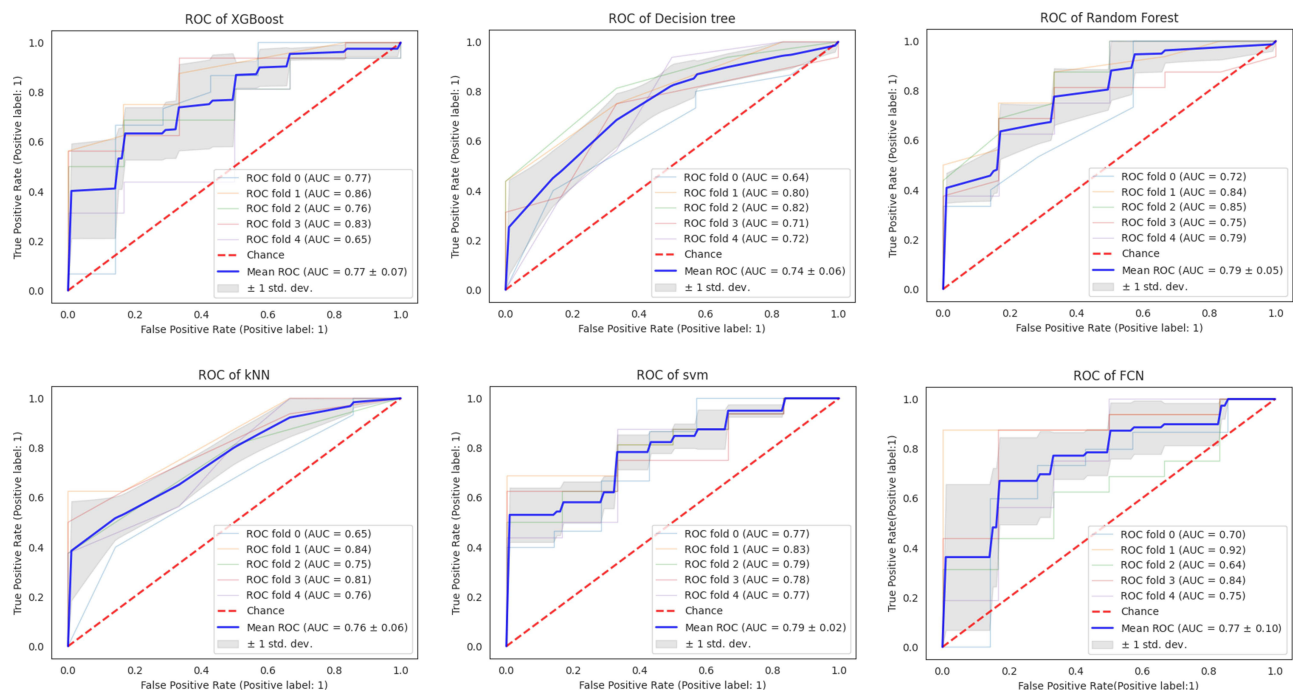 ROC of XGBoost
True Positive Rate (Positive label: 1)
1.0
0.8
0.6
0.4
0.2
0.0
ROC fold 0 (AUC = 0.77)
ROC fold 1 (AUC = 0.86)
ROC fold 2 (AUC = 0.76)
ROC fold 3 (AUC = 0.83)
ROC fold 4 (AUC = 0.65)
Chance
Mean ROC (AUC = 0.77 ± 0.07)
± 1 std. dev.
0.0 0.2 0.4 0.6 0.8 1.0
False Positive Rate (Positive label: 1)
ROC of Decision tree
True Positive Rate (Positive label: 1)
1.0
0.8
0.6
0.4
0.2
0.0
ROC fold 0 (AUC = 0.64)
ROC fold 1 (AUC = 0.80)
ROC fold 2 (AUC = 0.82)
ROC fold 3 (AUC = 0.71)
ROC fold 4 (AUC = 0.72)
Chance
Mean ROC (AUC = 0.74 ± 0.06)
± 1 std. dev.
0.0 0.2 0.4 0.6 0.8 1.0
False Positive Rate (Positive label: 1)
ROC of Random Forest
True Positive Rate (Positive label: 1)
1.0
0.8
0.6
0.4
0.2
0.0
ROC fold 0 (AUC = 0.72)
ROC fold 1 (AUC = 0.84)
ROC fold 2 (AUC = 0.85)
ROC fold 3 (AUC = 0.75)
ROC fold 4 (AUC = 0.79)
Chance
Mean ROC (AUC = 0.79 ± 0.05)
± 1 std. dev.
0.0 0.2 0.4 0.6 0.8 1.0
False Positive Rate (Positive label: 1)
ROC of kNN
True Positive Rate (Positive label: 1)
1.0
0.8
0.6
0.4
0.2
0.0
ROC fold 0 (AUC = 0.65)
ROC fold 1 (AUC = 0.84)
ROC fold 2 (AUC = 0.75)
ROC fold 3 (AUC = 0.81)
ROC fold 4 (AUC = 0.76)
Chance
Mean ROC (AUC = 0.76 ± 0.06)
± 1 std. dev.
0.0 0.2 0.4 0.6 0.8 1.0
False Positive Rate (Positive label: 1)
ROC of svm
True Positive Rate (Positive label: 1)
1.0
0.8
0.6
0.4
0.2
0.0
ROC fold 0 (AUC = 0.77)
ROC fold 1 (AUC = 0.83)
ROC fold 2 (AUC = 0.79)
ROC fold 3 (AUC = 0.78)
ROC fold 4 (AUC = 0.77)
Chance
Mean ROC (AUC = 0.79 ± 0.02)
± 1 std. dev.
0.0 0.2 0.4 0.6 0.8 1.0
False Positive Rate (Positive label: 1)
ROC of FCN
True Positive Rate(Positive label:1)
1.0
0.8
0.6
0.4
0.2
0.0
ROC fold 0 (AUC = 0.70)
ROC fold 1 (AUC = 0.92)
ROC fold 2 (AUC = 0.64)
ROC fold 3 (AUC = 0.84)
ROC fold 4 (AUC = 0.75)
Chance
Mean ROC (AUC = 0.77 ± 0.10)
± 1 std. dev.
0.0 0.2 0.4 0.6 0.8 1.0
False Positive Rate(Positive label:1)